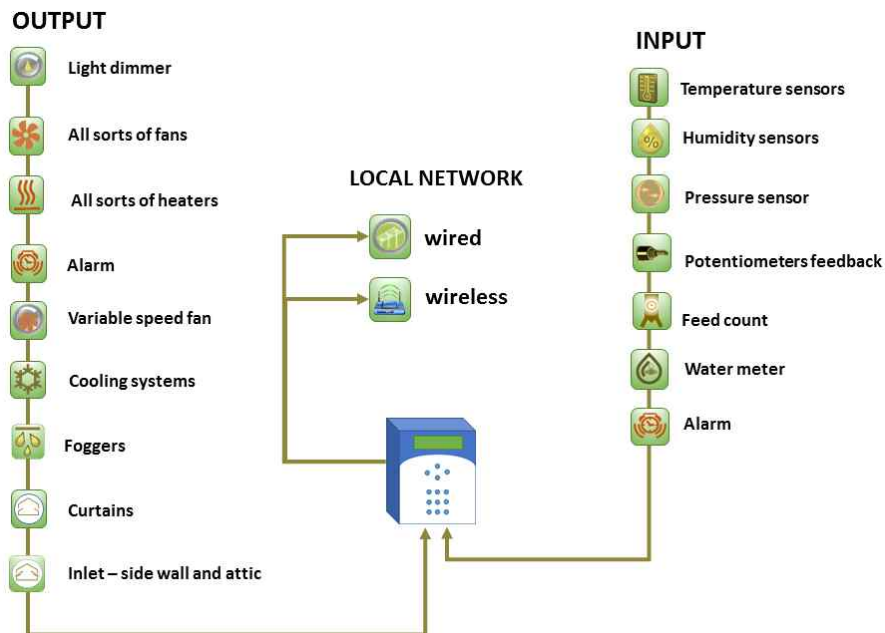 OUTPUT
Light dimmer
All sorts of fans
All sorts of heaters
Alarm
Variable speed fan
Cooling systems
Foggers
Curtains
Inlet – side wall and attic
LOCAL NETWORK
wired
wireless
INPUT
Temperature sensors
%
Humidity sensors
Pressure sensor
Potentiometers feedback
Feed count
Water meter
Alarm